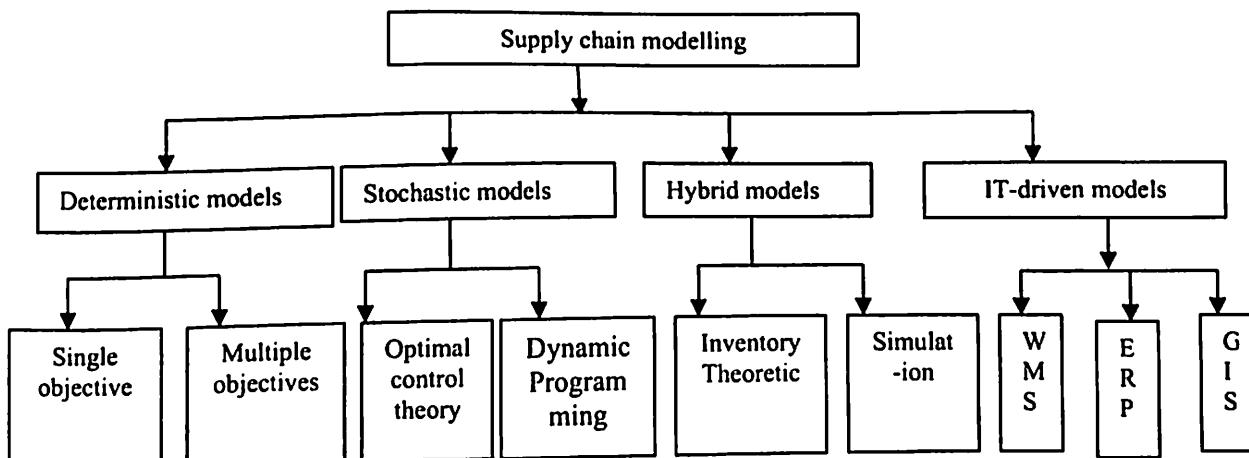 Supply chain modelling
Deterministic models
Stochastic models
Hybrid models
IT-driven models
Single
objective
Multiple
objectives
Optimal
control
theory
Dynamic
Program
ming
Inventory
Theoretic
Simulat
-ion
W
M
S
E
R
P
G
I
S